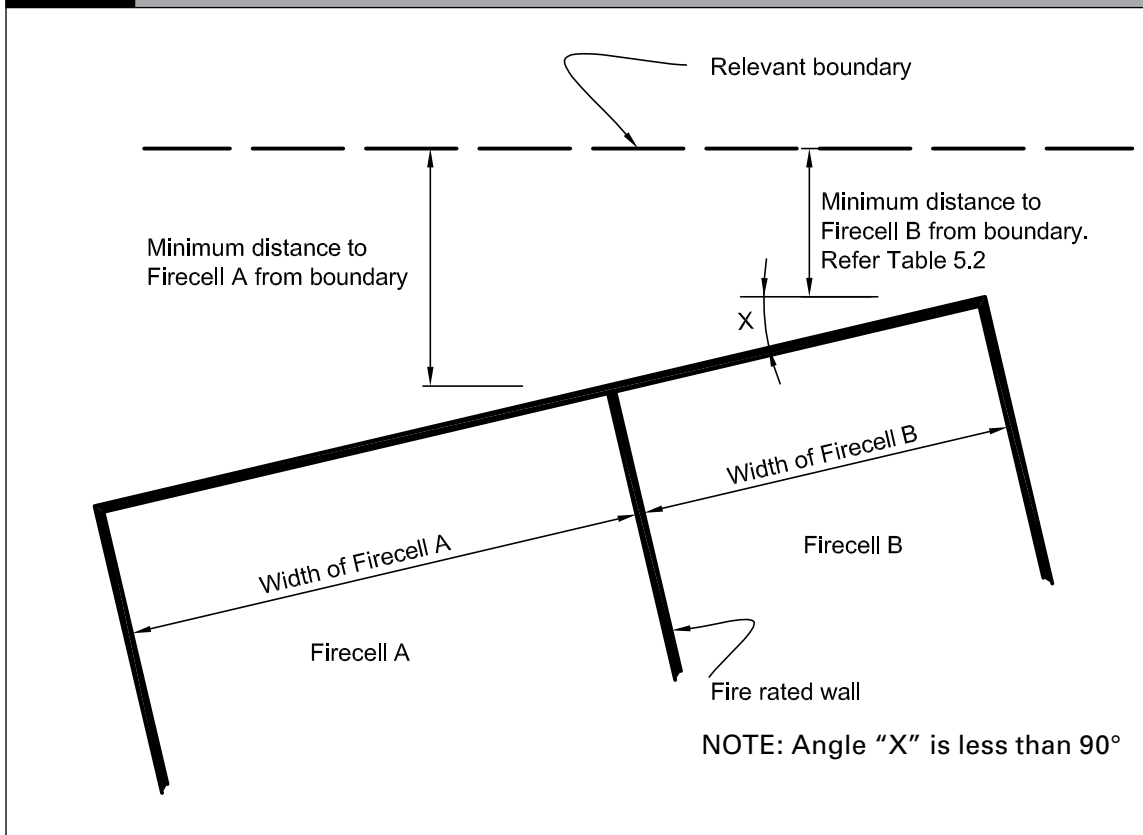 Relevant boundary
Minimum distance to
Firecell A from boundary
Minimum distance to
Firecell B from boundary.
Refer Table 5.2
X
Width of Firecell B
Width of Firecell A
Firecell B
Firecell A
Fire rated wall
NOTE: Angle “X” is less than 90°